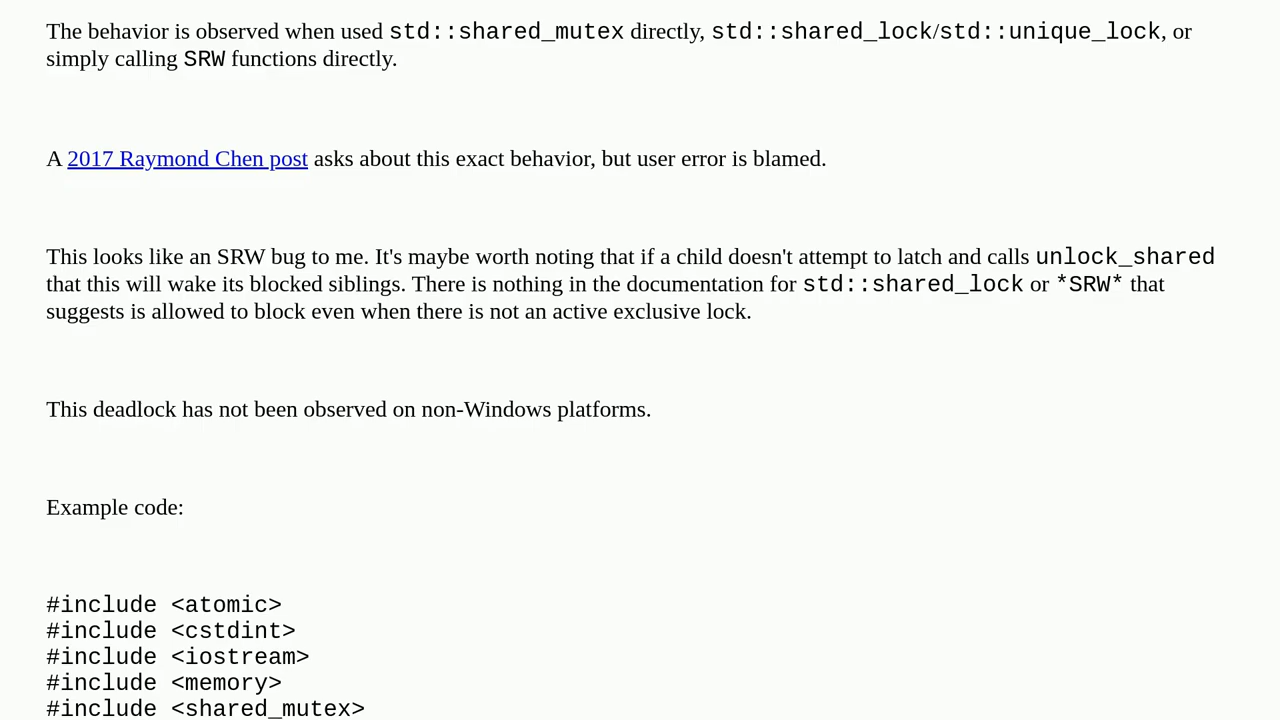 The behavior is observed when used std::shared_mutex directly, std::shared_lock/std::unique_lock, or
simply calling SRW functions directly.
A 2017 Raymond Chen post asks about this exact behavior, but user error is blamed.
This looks like an SRW bug to me. It's maybe worth noting that if a child doesn't attempt to latch and calls unlock_shared
that this will wake its blocked siblings. There is nothing in the documentation for std::shared_lock or *SRW* that
suggests is allowed to block even when there is not an active exclusive lock.
This deadlock has not been observed on non-Windows platforms.
Example code:
#include <atomic>
#include <cstdint>
#include <iostream>
#include <memory>
#include <shared_mutex>